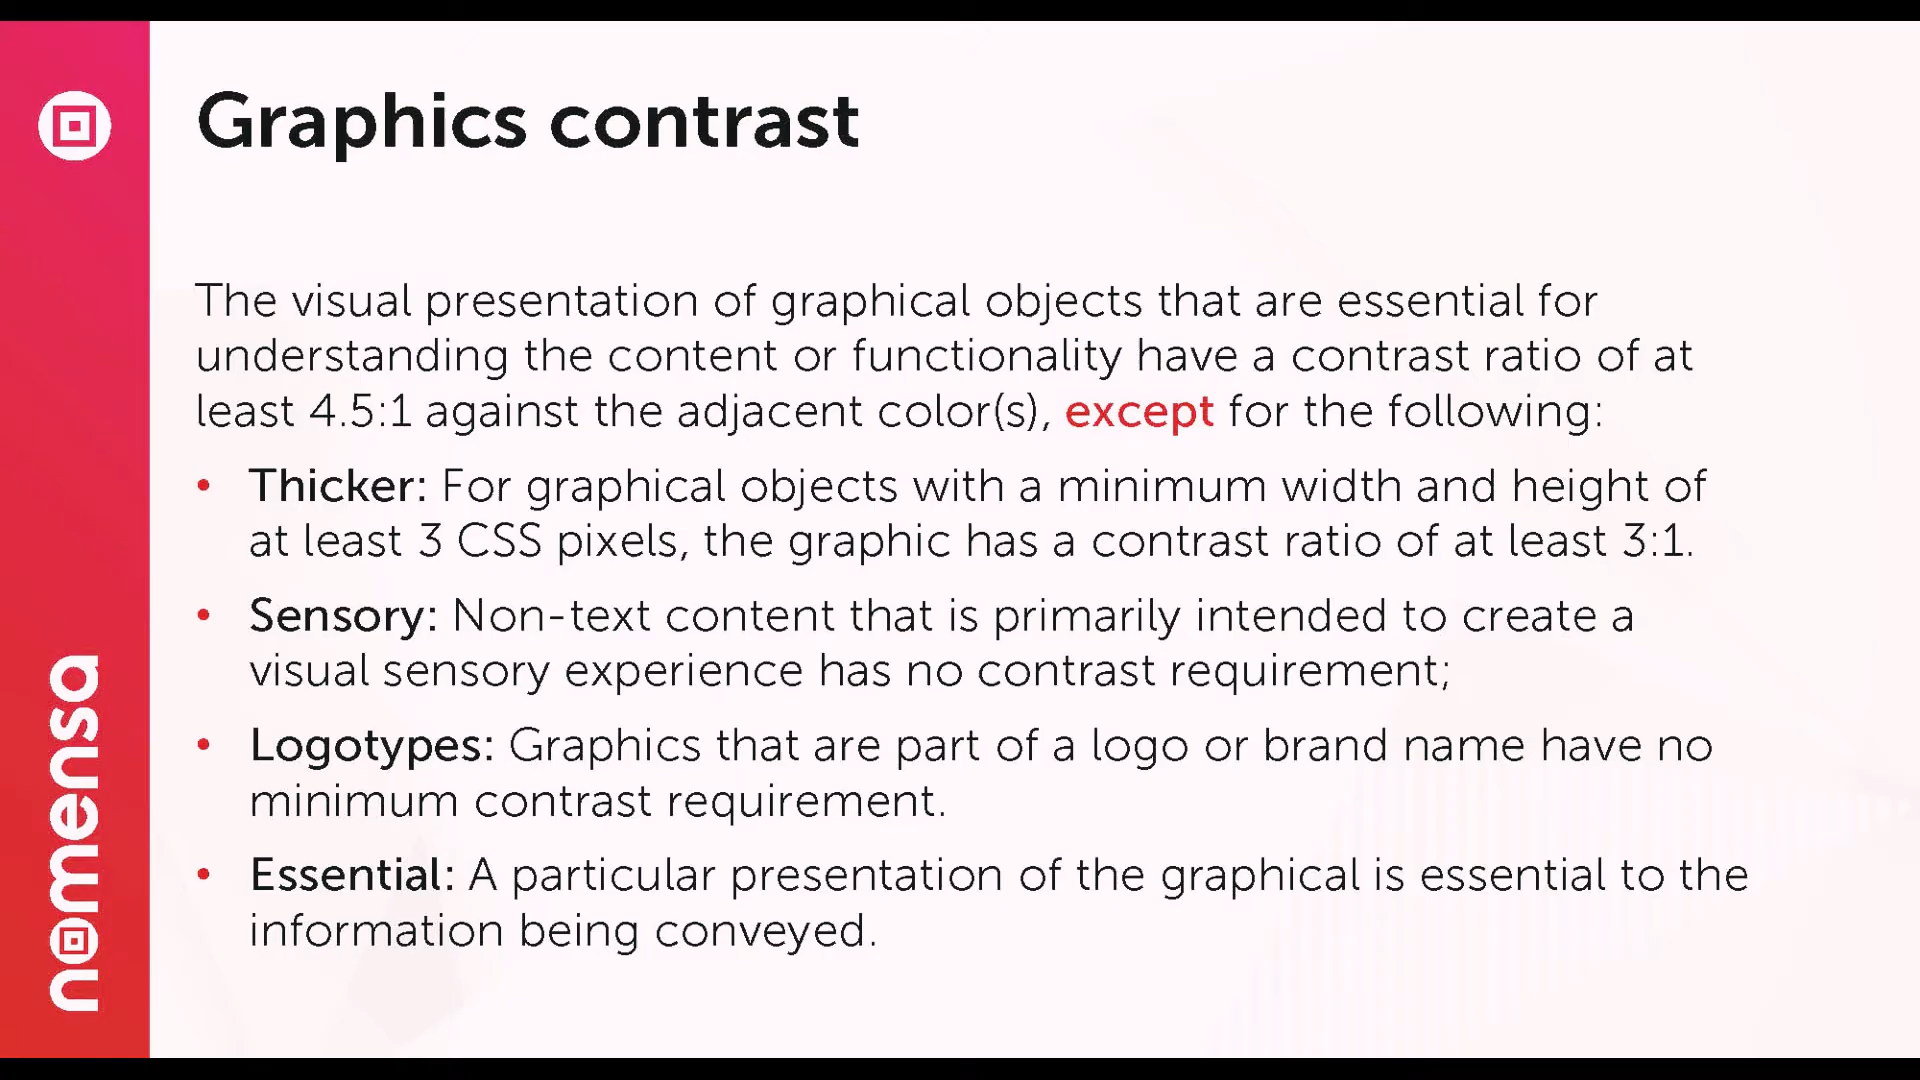 Graphics contrast
The visual presentation of graphical objects that are essential for
understanding the content or functionality have a contrast ratio of at
least 4.5:1 against the adjacent color(s), except for the following:
• Thicker: For graphical objects with a minimum width and height of
at least 3 CSS pixels, the graphic has a contrast ratio of at least 3:1.
• Sensory: Non-text content that is primarily intended to create a
visual sensory experience has no contrast requirement;
• Logotypes: Graphics that are part of a logo or brand name have no
minimum contrast requirement.
• Essential: A particular presentation of the graphical is essential to the
information being conveyed.
nomensa